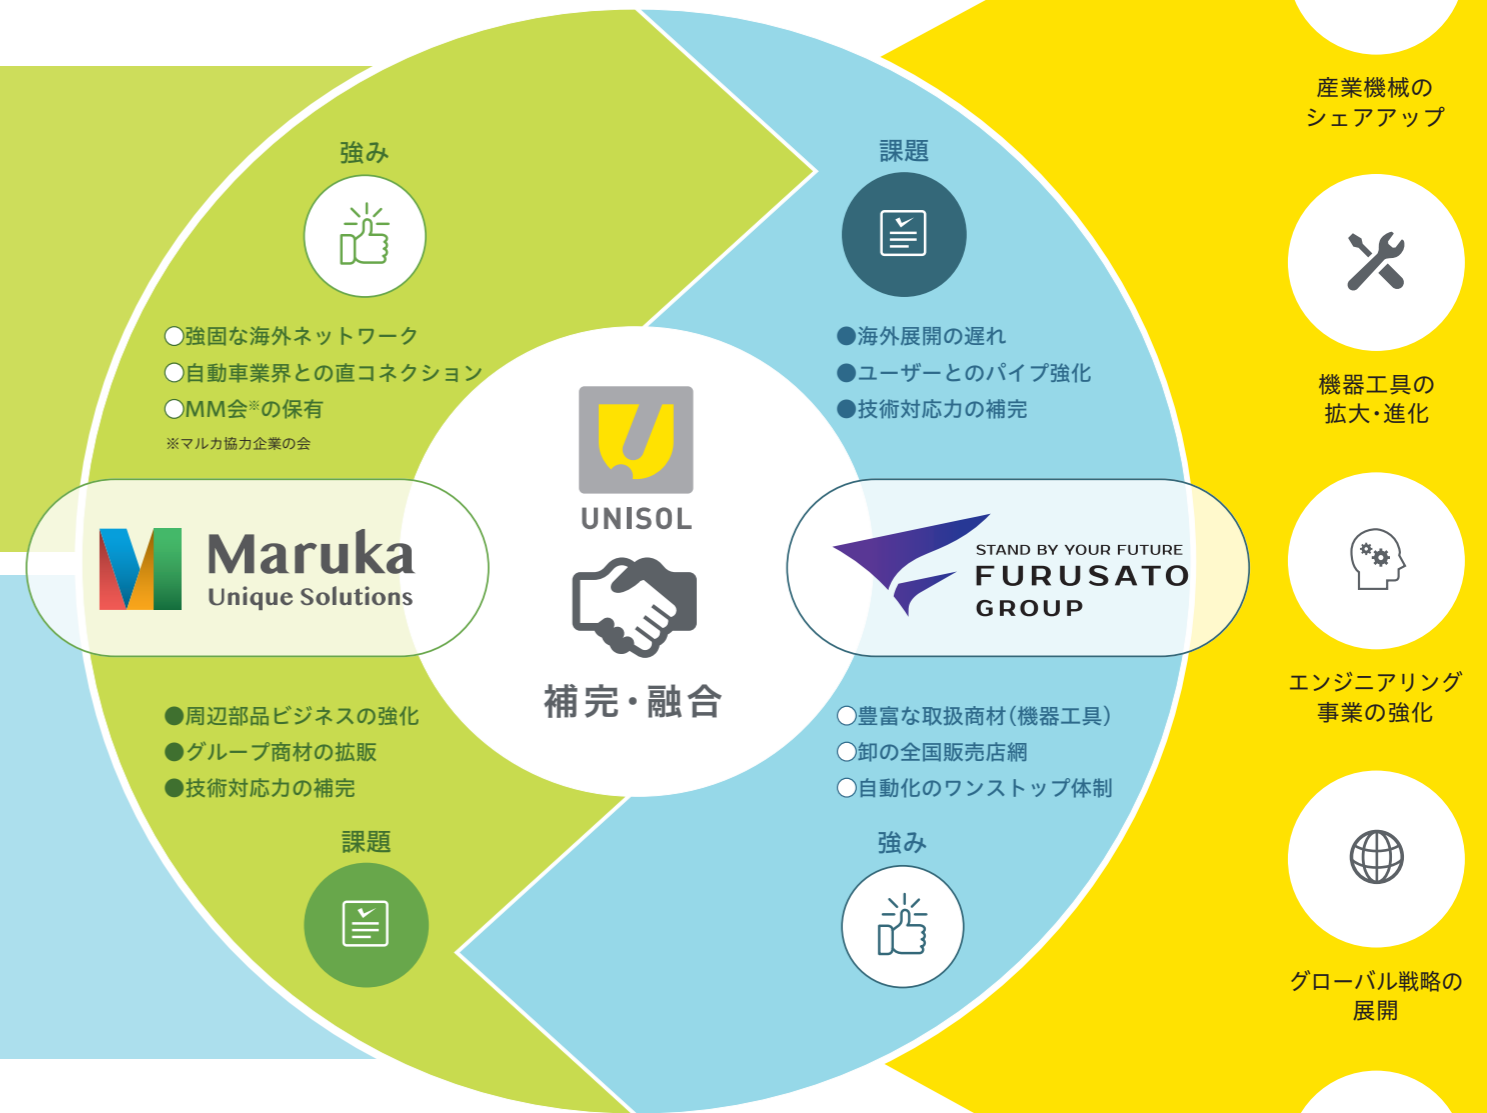 強み
○強固な海外ネットワーク
○自動車業界との直コネクション
○MM会※の保有
※マルカ協力企業の会
Maruka
Unique Solutions
●周辺部品ビジネスの強化
●グループ商材の拡販
●技術対応力の補完
課題
UNISOL
補完・融合
課題
●海外展開の遅れ
●ユーザーとのパイプ強化
●技術対応力の補完
STAND BY YOUR FUTURE
FURUSATO
GROUP
○豊富な取扱商材(機器工具)
○卸の全国販売店網
○自動化のワンストップ体制
強み
産業機械の
シェアアップ
機器工具の
拡大・進化
エンジニアリング
事業の強化
グローバル戦略の
展開